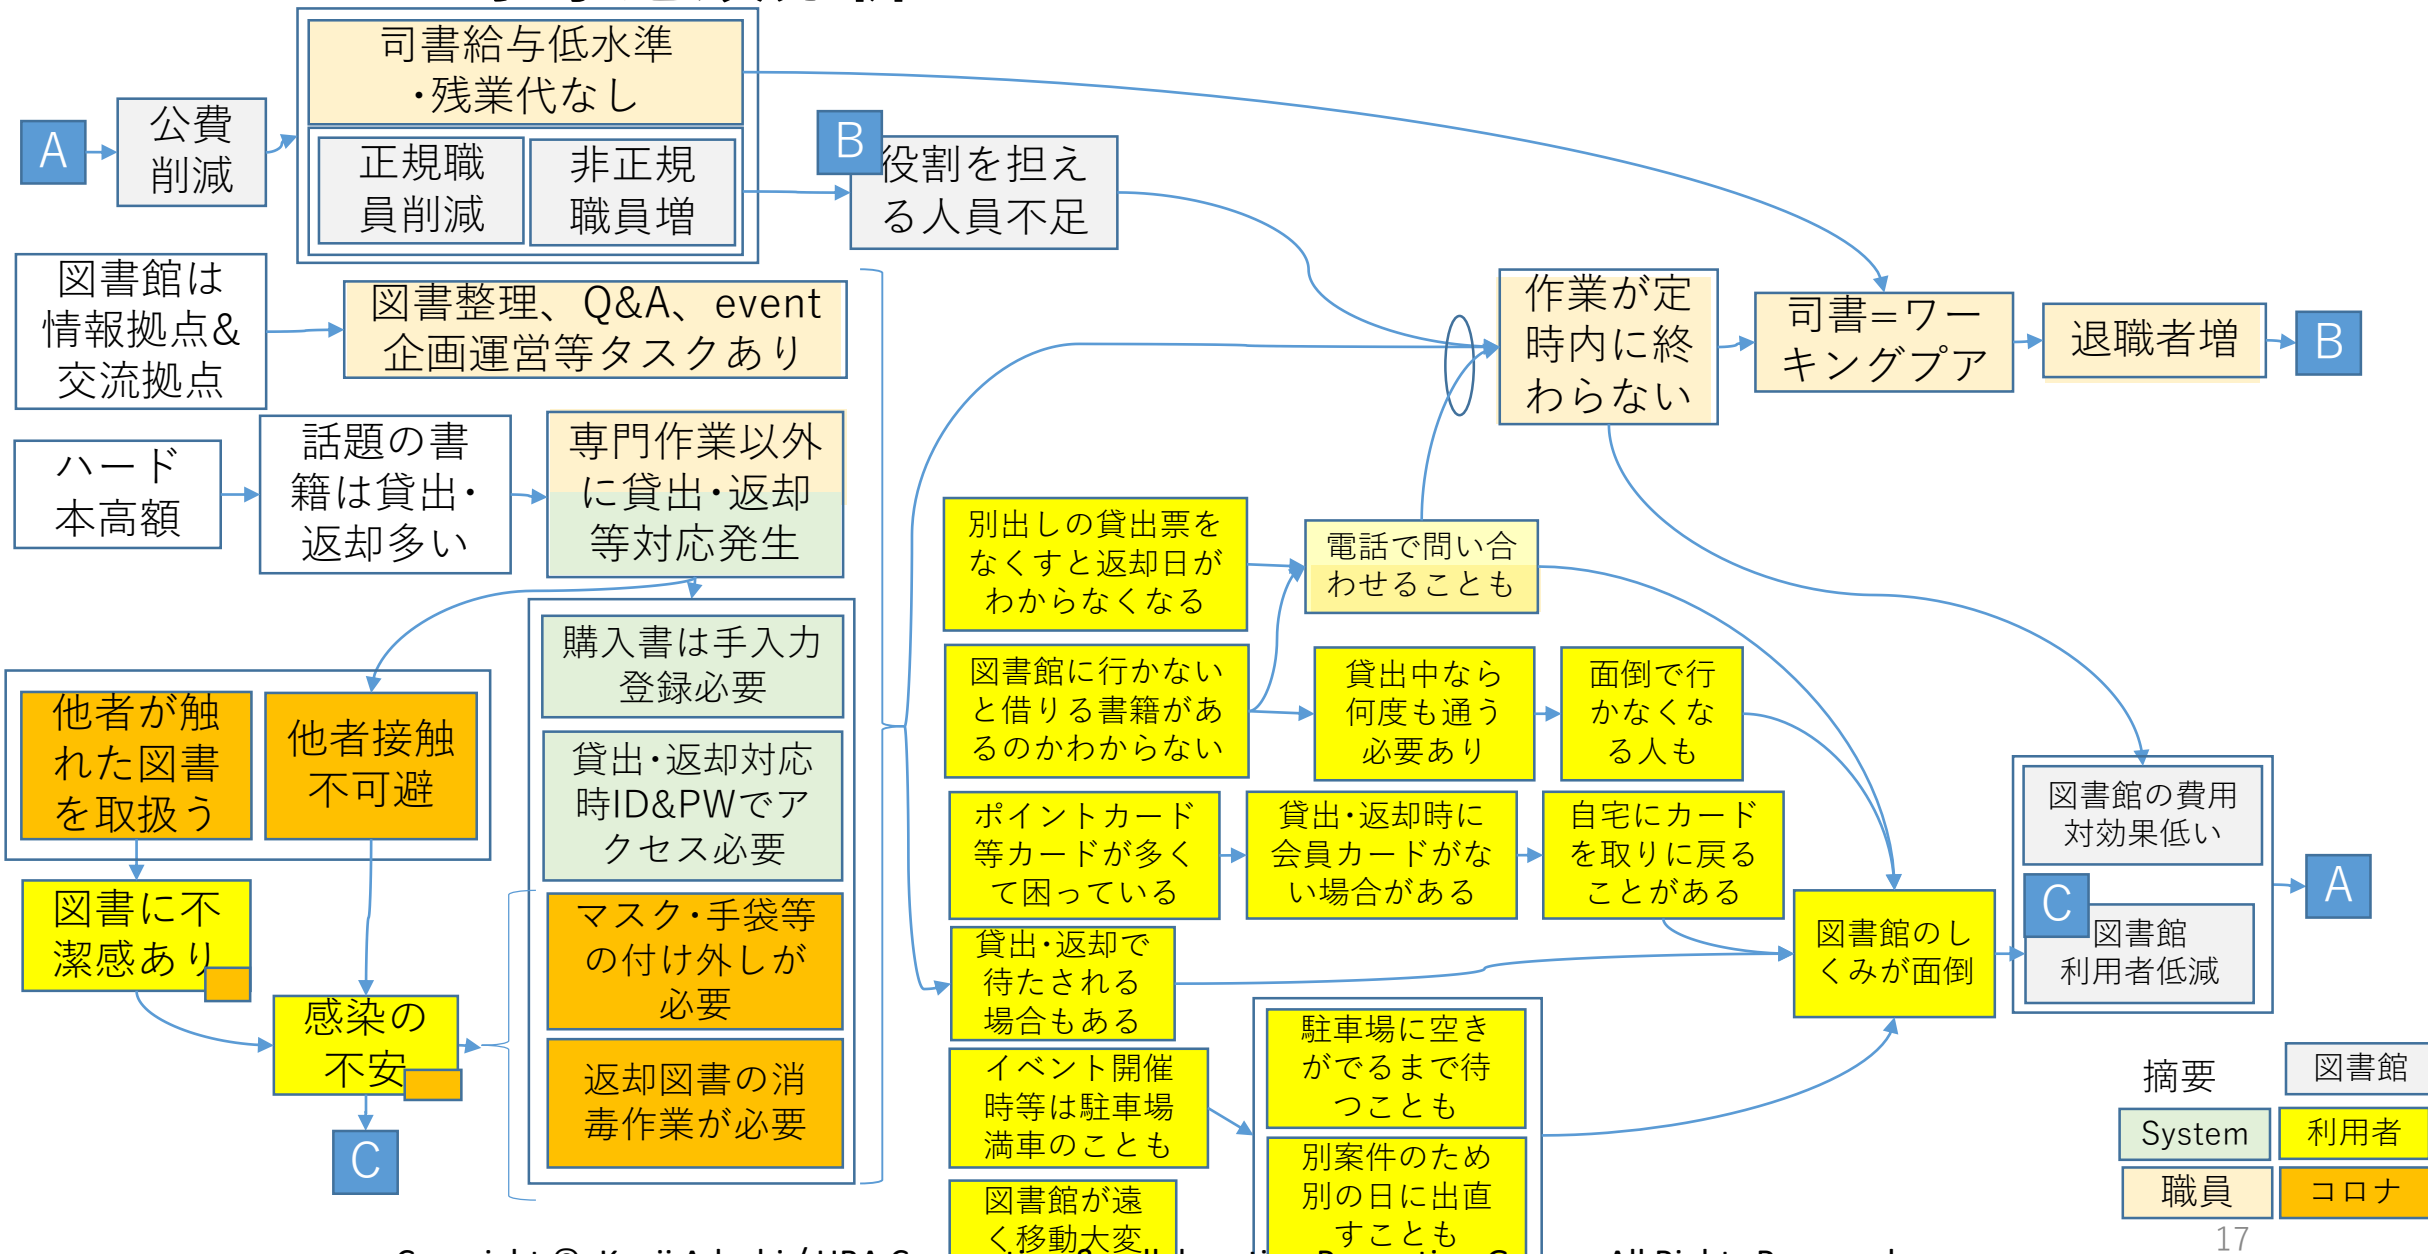 司書給与低水準
・残業代なし
A
公費
削減
正規職
員削減
非正規
職員増
B
役割を担え
る人員不足
図書館は
情報拠点&
交流拠点
図書整理、Q&A、event
企画運営等タスクあり
作業が定
時内に終
わらない
司書=ワー
キングプア
退職者増
B
ハード
本高額
話題の書
籍は貸出・
返却多い
専門作業以外
に貸出・返却
等対応発生
別出しの貸出票を
なくすと返却日が
わからなくなる
電話で問い合
わせることも
購入書は手入力
登録必要
図書館に行かない
と借りる書籍があ
るのかわからない
貸出中なら
何度も通う
必要あり
面倒で行
かなくな
る人も
他者が触
れた図書
を取扱う
他者接触
不可避
貸出・返却対応
時ID&PWでア
クセス必要
ポイントカード
等カードが多く
て困っている
貸出・返却時に
会員カードがな
い場合がある
自宅にカード
を取りに戻る
ことがある
図書館の費用
対効果低い
A
C
図書館
利用者低減
図書に不
潔感あり
マスク・手袋等
の付け外しが
必要
貸出・返却で
待たされる
場合もある
図書館のし
くみが面倒
感染の
不安
C
返却図書の消
毒作業が必要
イベント開催
時等は駐車場
満車のことも
駐車場に空き
がでるまで待
つことも
別案件のため
別の日に出直
すことも
図書館が遠
く移動大変
摘要
図書館
System
利用者
職員
コロナ
17